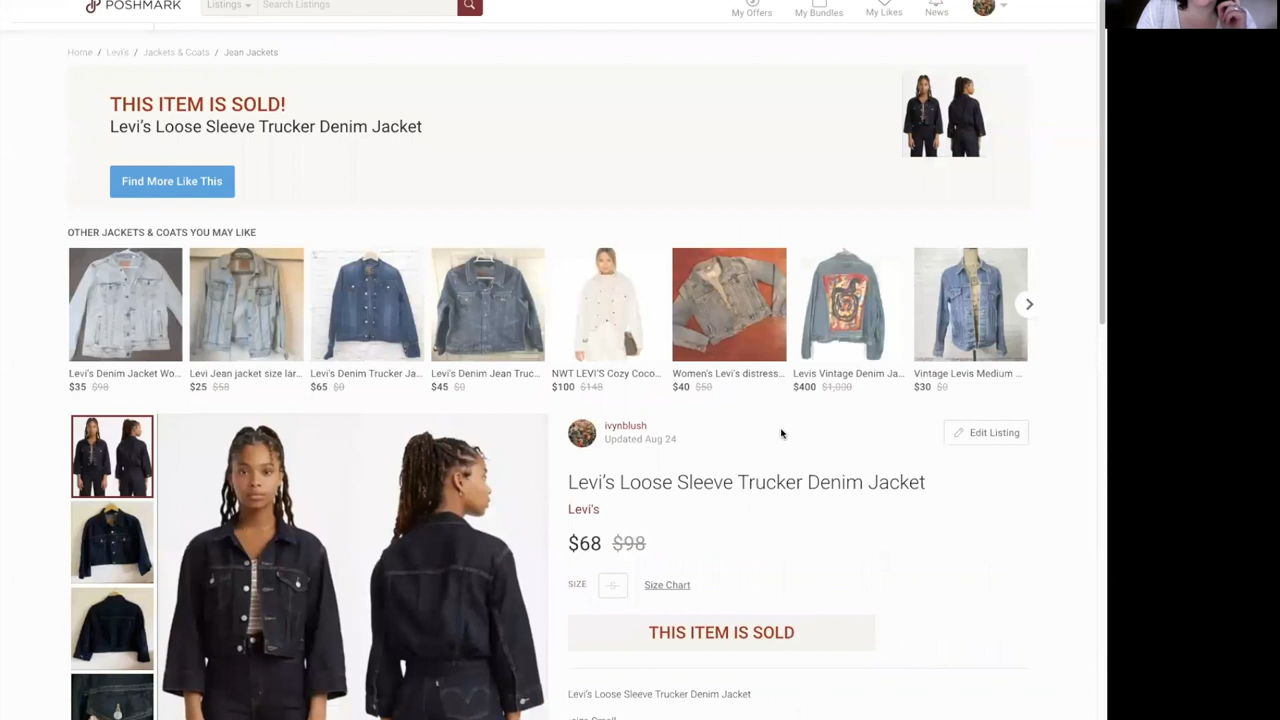 POSHMARK
Listings
Search Listings
My Offers
My Bundles
My Likes
News
Home / Levi's / Jackets & Coats / Jean Jackets
THIS ITEM IS SOLD!
Levi's Loose Sleeve Trucker Denim Jacket
Find More Like This
OTHER JACKETS & COATS YOU MAY LIKE
Levi's Denim Jacket Wo...
$35 $98
Levi Jean jacket size lar...
$25 $58
Levi's Denim Trucker Ja...
$65 $0
Levi's Denim Jean Truc...
$45 $0
NWT LEVI'S Cozy Coco...
$100 $148
Women's Levi's distress...
$40 $50
Levis Vintage Denim Ja...
$400 $1,000
Vintage Levis Medium ...
$30 $0
ivynblush
Updated Aug 24
Edit Listing
Levi's Loose Sleeve Trucker Denim Jacket
Levi's
$68 $98
SIZE S Size Chart
THIS ITEM IS SOLD
Levi's Loose Sleeve Trucker Denim Jacket